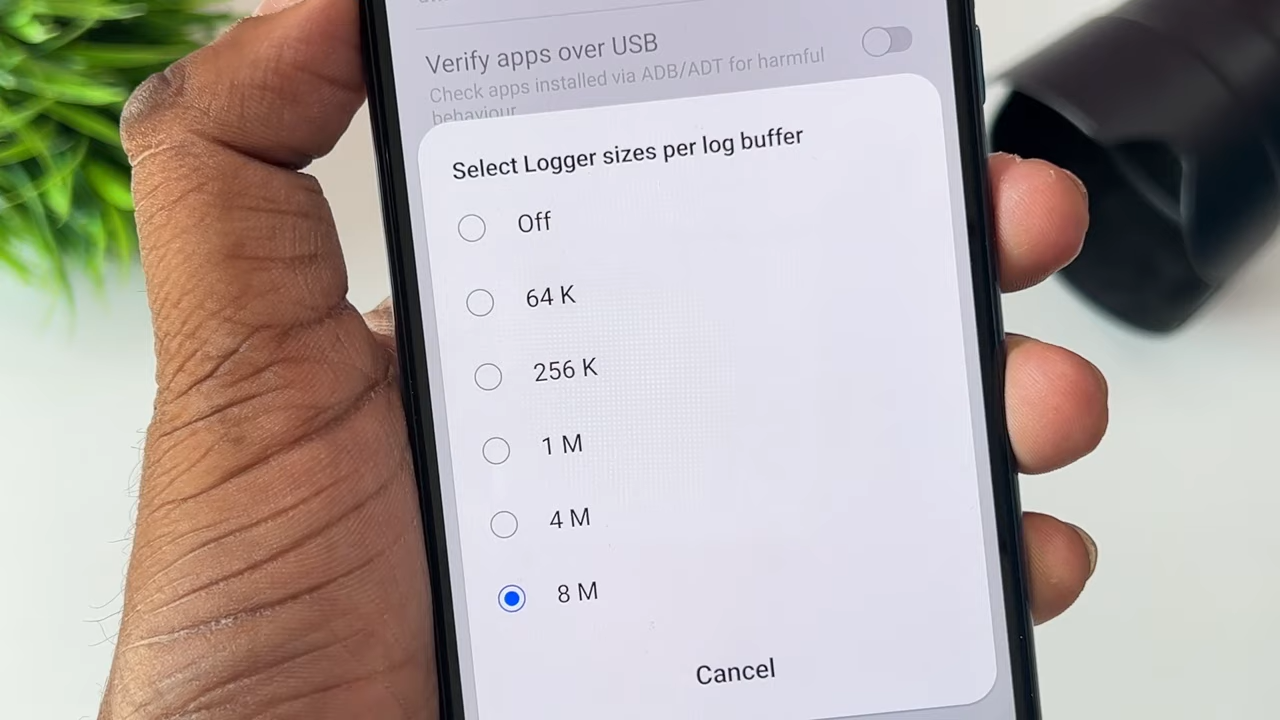 Verify apps over USB
Check apps installed via ADB/ADT for harmful
behaviour
Select Logger sizes per log buffer
Off
64 K
256 K
1 M
4 M
8 M
Cancel